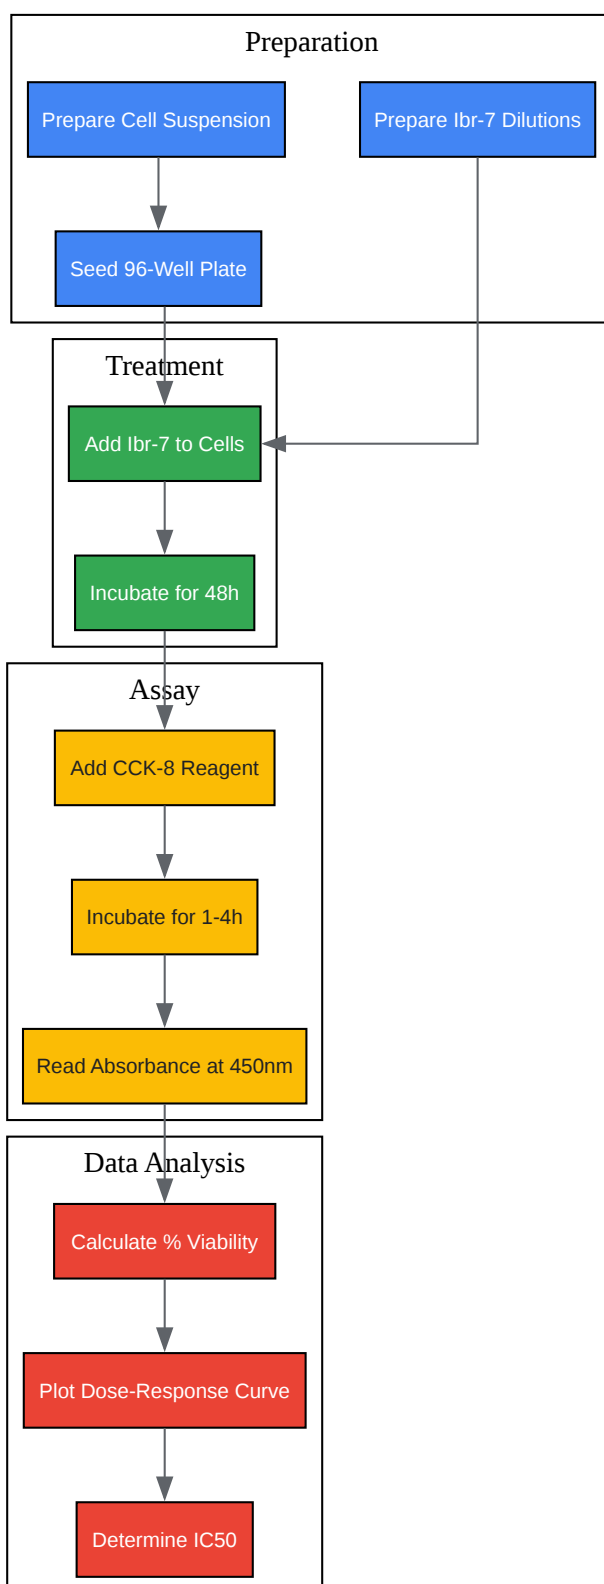 Preparation
Prepare Cell Suspension
Prepare Ibr-7 Dilutions
Seed 96-Well Plate
Treatment
Add Ibr-7 to Cells
Incubate for 48h
Assay
Add CCK-8 Reagent
Incubate for 1-4h
Read Absorbance at 450nm
Data Analysis
Calculate % Viability
Plot Dose-Response Curve
Determine IC50